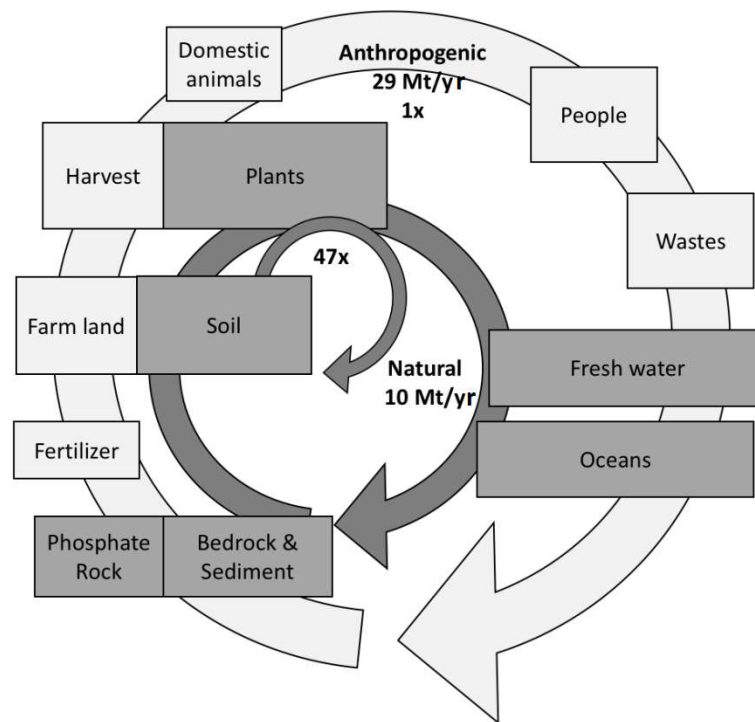 Domestic
animals
Anthropogenic
29 Mt/yr
1x
People
Harvest
Plants
Wastes
47x
Farm land
Soil
Natural
10 Mt/yr
Fresh water
Fertilizer
Oceans
Phosphate
Rock
Bedrock &
Sediment